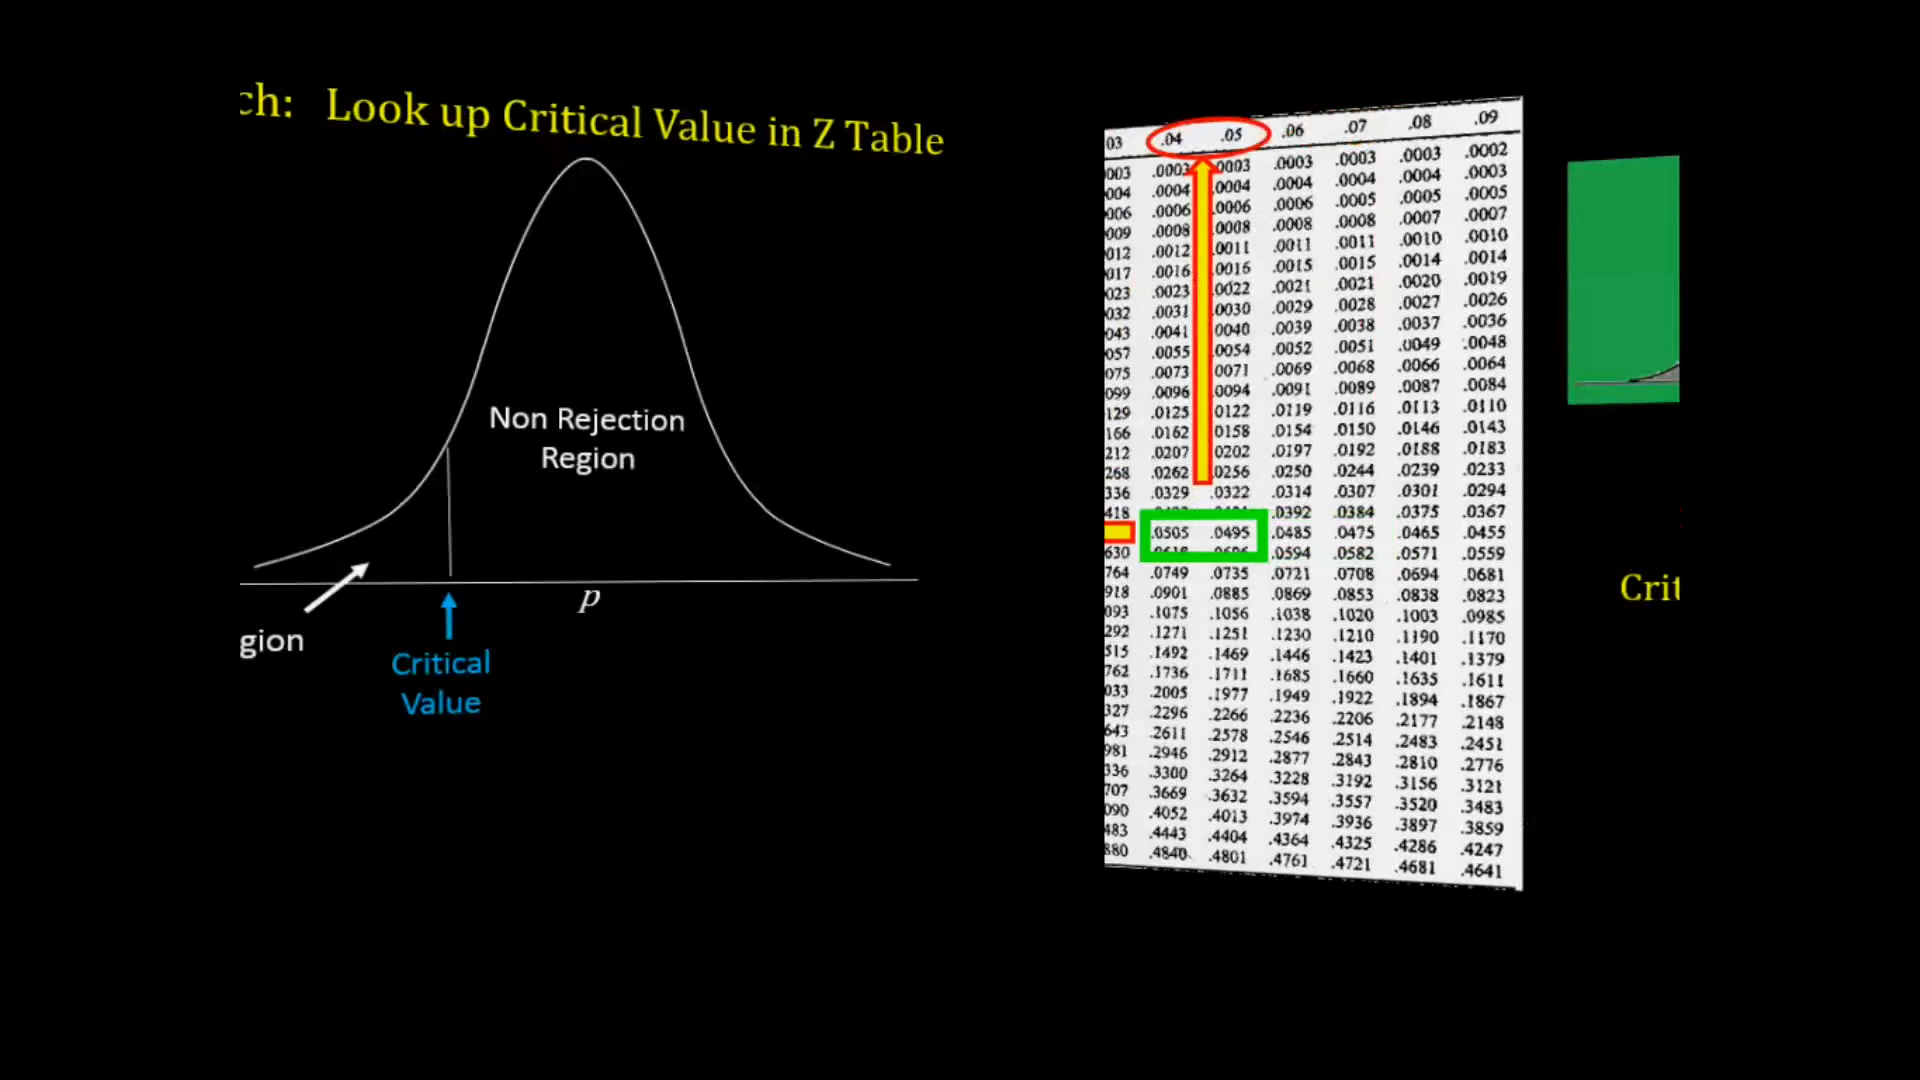 ch: Look up Critical Value in Z Table
Non Rejection
Region
p
gion
Critical
Value
03 .04 .05 .06 .07 .08 .09
003 .0003 .0003 .0003 .0003 .0003 .0002
004 .0004 .0004 .0004 .0004 .0004 .0003
006 .0006 .0006 .0006 .0005 .0005 .0005
009 .0008 .0008 .0008 .0008 .0007 .0007
012 .0012 .0011 .0011 .0011 .0010 .0010
017 .0016 .0016 .0015 .0015 .0014 .0014
023 .0023 .0022 .0021 .0021 .0020 .0019
032 .0031 .0030 .0029 .0028 .0027 .0026
043 .0041 .0040 .0039 .0038 .0037 .0036
057 .0055 .0054 .0052 .0051 .0049 .0048
075 .0073 .0071 .0069 .0068 .0066 .0064
099 .0096 .0094 .0091 .0089 .0087 .0084
129 .0125 .0122 .0119 .0116 .0113 .0110
166 .0162 .0158 .0154 .0150 .0146 .0143
212 .0207 .0202 .0197 .0192 .0188 .0183
268 .0262 .0256 .0250 .0244 .0239 .0233
336 .0329 .0322 .0314 .0307 .0301 .0294
418 .0392 .0384 .0375 .0367
.0505 .0495 .0485 .0475 .0465 .0455
630 .0594 .0582 .0571 .0559
764 .0749 .0735 .0721 .0708 .0694 .0681
918 .0901 .0885 .0869 .0853 .0838 .0823
093 .1075 .1056 .1038 .1020 .1003 .0985
292 .1271 .1251 .1230 .1210 .1190 .1170
515 .1492 .1469 .1446 .1423 .1401 .1379
762 .1736 .1711 .1685 .1660 .1635 .1611
033 .2005 .1977 .1949 .1922 .1894 .1867
327 .2296 .2266 .2236 .2206 .2177 .2148
643 .2611 .2578 .2546 .2514 .2483 .2451
981 .2946 .2912 .2877 .2843 .2810 .2776
336 .3300 .3264 .3228 .3192 .3156 .3121
707 .3669 .3632 .3594 .3557 .3520 .3483
090 .4052 .4013 .3974 .3936 .3897 .3859
483 .4443 .4404 .4364 .4325 .4286 .4247
880 .4840 .4801 .4761 .4721 .4681 .4641
Crit